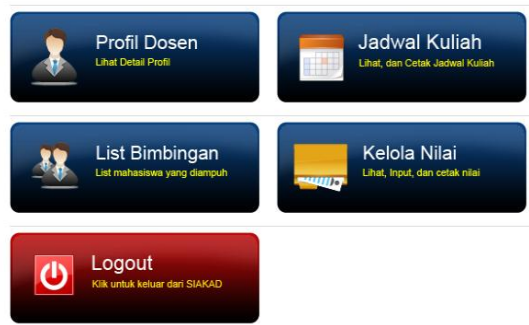 Profil Dosen
Lihat Detail Profil
Jadwal Kuliah
Lihat, dan Cetak Jadwal Kuliah
List Bimbingan
List mahasiswa yang diampuh
Kelola Nilai
Lihat, Input, dan cetak nilai
Logout
Klik untuk keluar dari SIAKAD